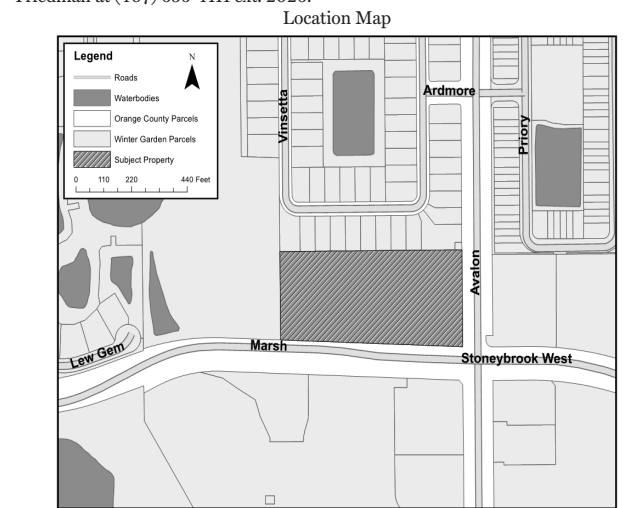 Location Map
Legend
N
Roads
Waterbodies
Orange County Parcels
Winter Garden Parcels
Subject Property
0 110 220 440 Feet
Vinsetta
Ardmore
Priory
Avalon
Marsh
Lew Gem
Stoneybrook West